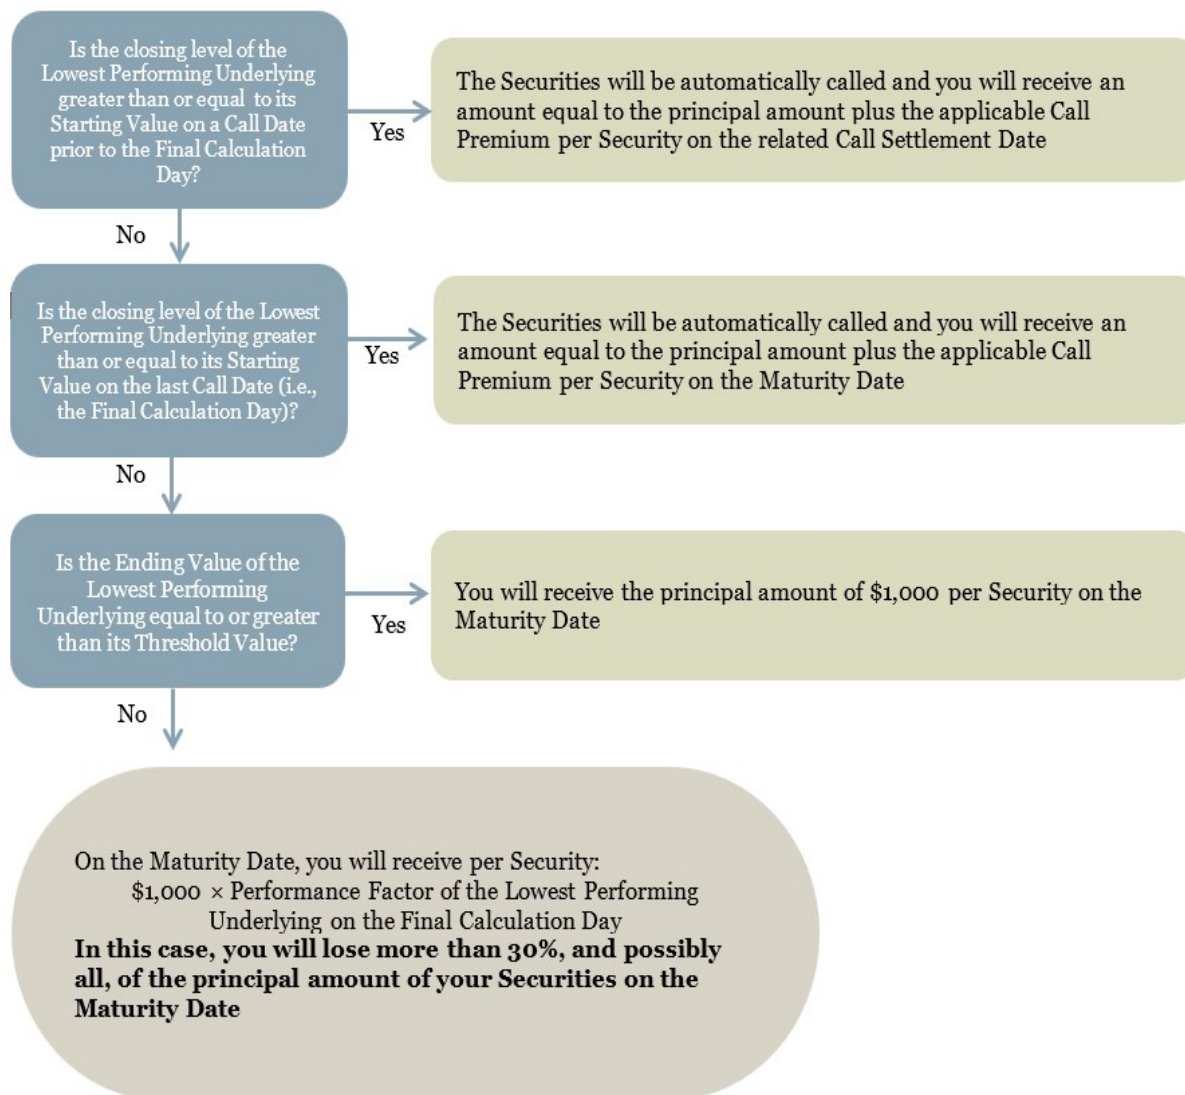 Is the closing level of the
Lowest Performing Underlying
greater than or equal to its
Starting Value on a Call Date
prior to the Final Calculation
Day?
Yes
The Securities will be automatically called and you will receive an
amount equal to the principal amount plus the applicable Call
Premium per Security on the related Call Settlement Date
No
Is the closing level of the Lowest
Performing Underlying greater
than or equal to its Starting
Value on the last Call Date (i.e.,
the Final Calculation Day)?
Yes
The Securities will be automatically called and you will receive an
amount equal to the principal amount plus the applicable Call
Premium per Security on the Maturity Date
No
Is the Ending Value of the
Lowest Performing
Underlying equal to or greater
than its Threshold Value?
Yes
You will receive the principal amount of $1,000 per Security on the
Maturity Date
No
On the Maturity Date, you will receive per Security:
$1,000 × Performance Factor of the Lowest Performing
Underlying on the Final Calculation Day
In this case, you will lose more than 30%, and possibly
all, of the principal amount of your Securities on the
Maturity Date